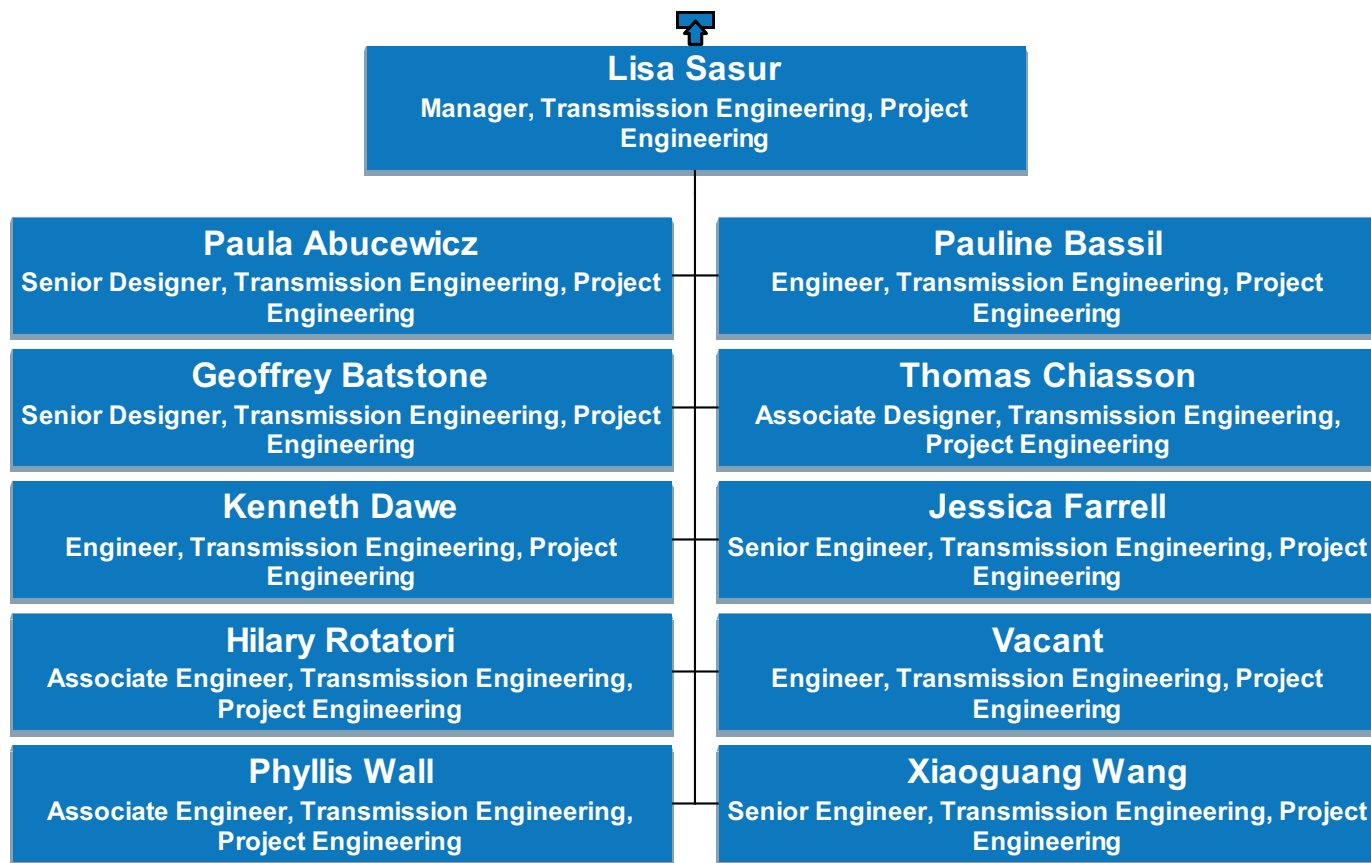 Lisa Sasur
Manager, Transmission Engineering, Project
Engineering
Paula Abucewicz
Senior Designer, Transmission Engineering, Project
Engineering
Pauline Bassil
Engineer, Transmission Engineering, Project
Engineering
Geoffrey Batstone
Senior Designer, Transmission Engineering, Project
Engineering
Thomas Chiasson
Associate Designer, Transmission Engineering,
Project Engineering
Kenneth Dawe
Engineer, Transmission Engineering, Project
Engineering
Jessica Farrell
Senior Engineer, Transmission Engineering, Project
Engineering
Hilary Rotatori
Associate Engineer, Transmission Engineering,
Project Engineering
Vacant
Engineer, Transmission Engineering, Project
Engineering
Phyllis Wall
Associate Engineer, Transmission Engineering,
Project Engineering
Xiaoguang Wang
Senior Engineer, Transmission Engineering, Project
Engineering